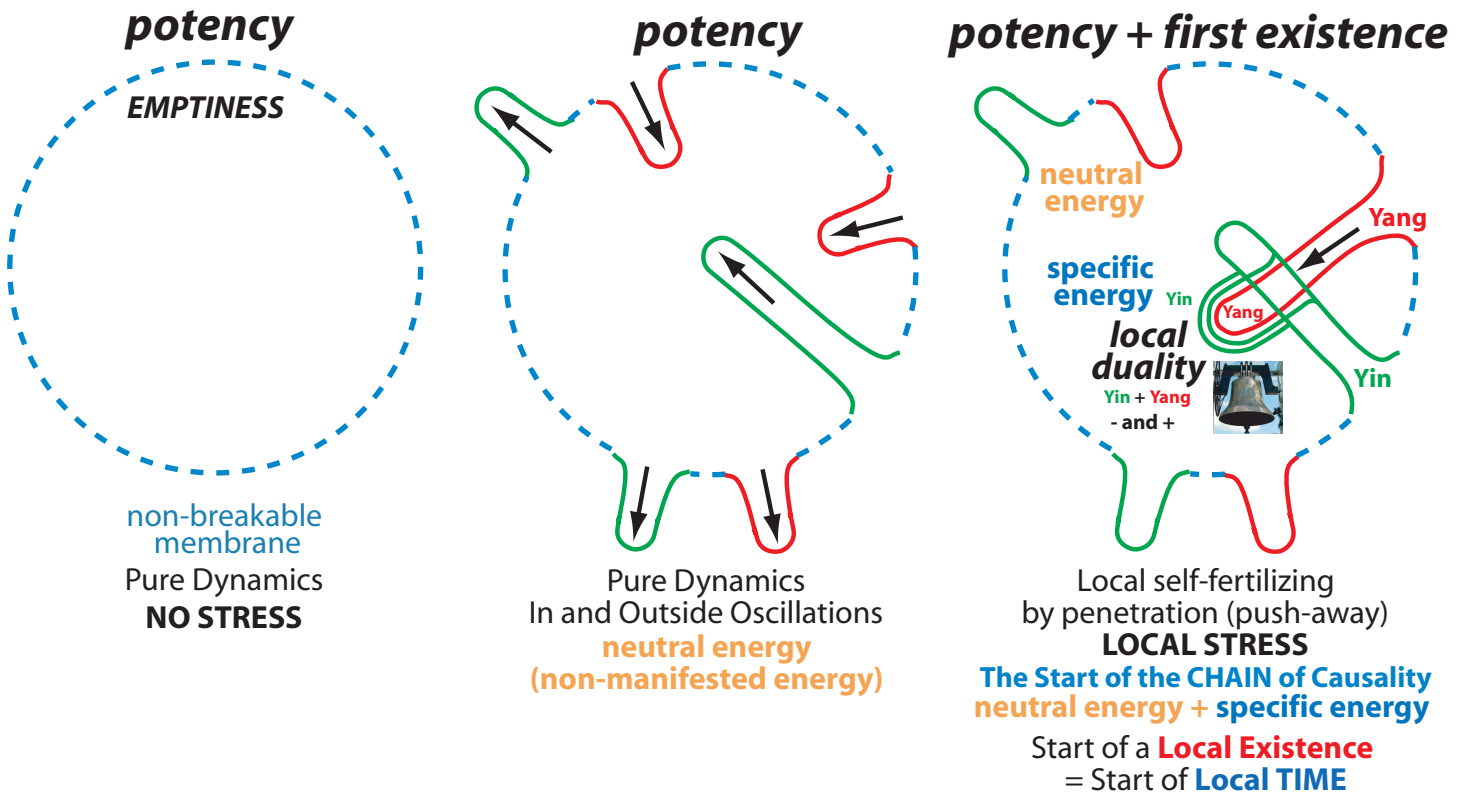 potency
EMPTINESS
non-breakable
membrane
Pure Dynamics
NO STRESS
potency
Pure Dynamics
In and Outside Oscillations
neutral energy
(non-manifested energy)
potency + first existence
neutral
energy
Yang
specific
energy
Yin
Yang
local
duality
Yin + Yang
- and +
Yin
Local self-fertilizing
by penetration (push-away)
LOCAL STRESS
The Start of the CHAIN of Causality
neutral energy + specific energy
Start of a Local Existence
= Start of Local TIME